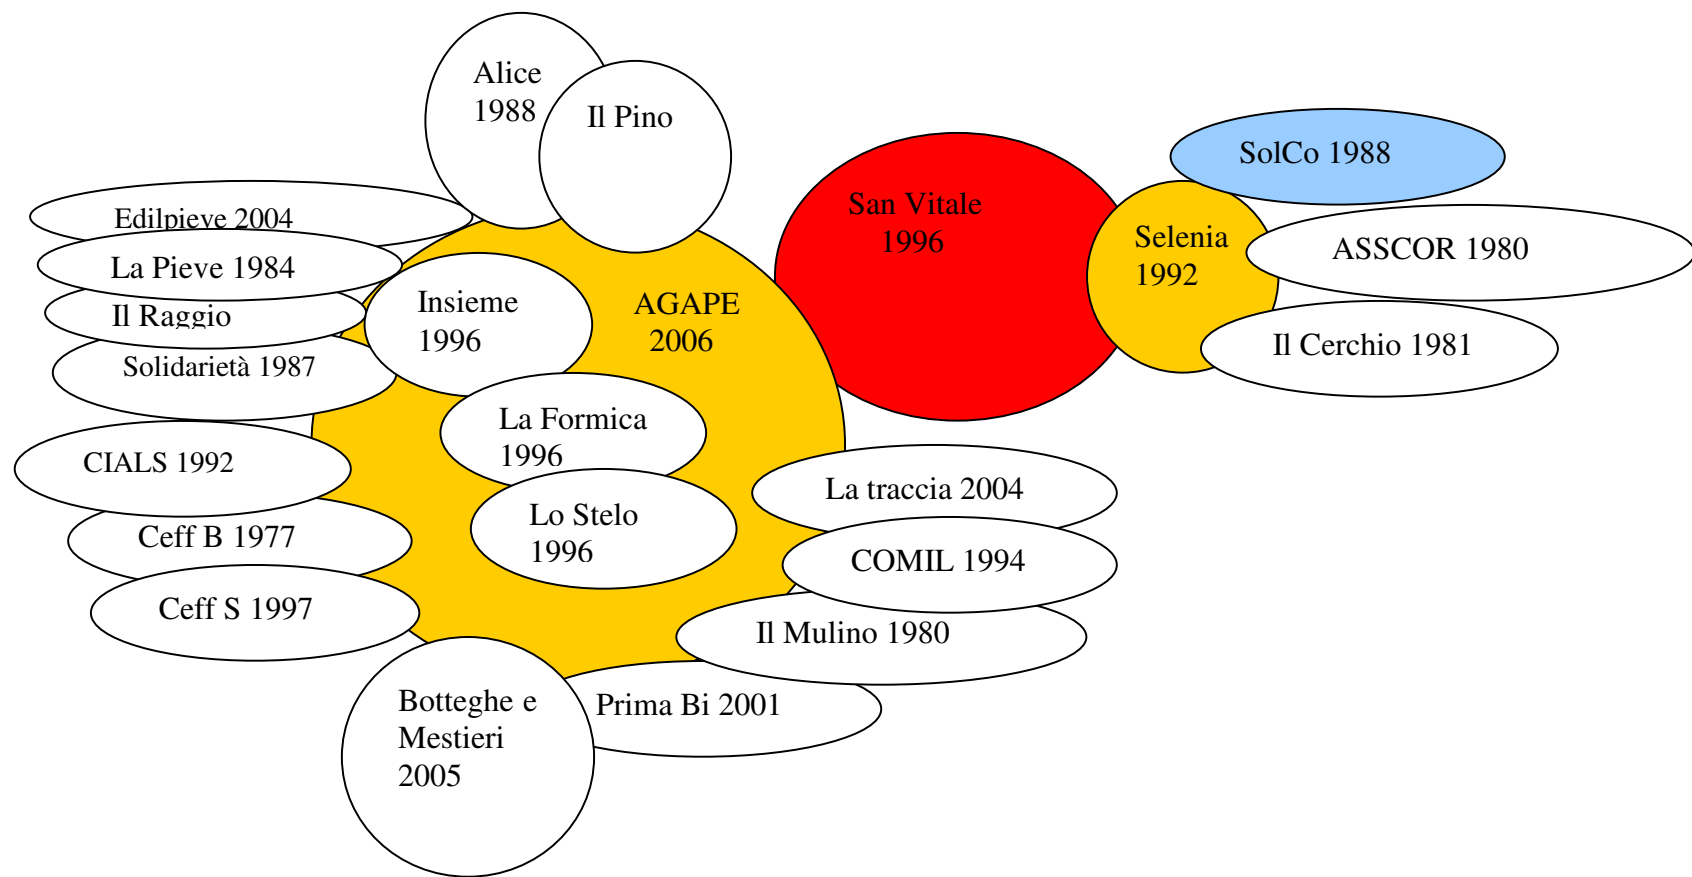 Alice
1988
Il Pino
SolCo 1988
San Vitale
1996
Edilpieve 2004
Selenia
1992
ASSCOR 1980
La Pieve 1984
Insieme
1996
AGAPE
2006
Il Raggio
Il Cerchio 1981
Solidarietà 1987
La Formica
1996
CIALS 1992
La traccia 2004
Lo Stelo
1996
Ceff B 1977
COMIL 1994
Ceff S 1997
Il Mulino 1980
Botteghe e
Mestieri
2005
Prima Bi 2001